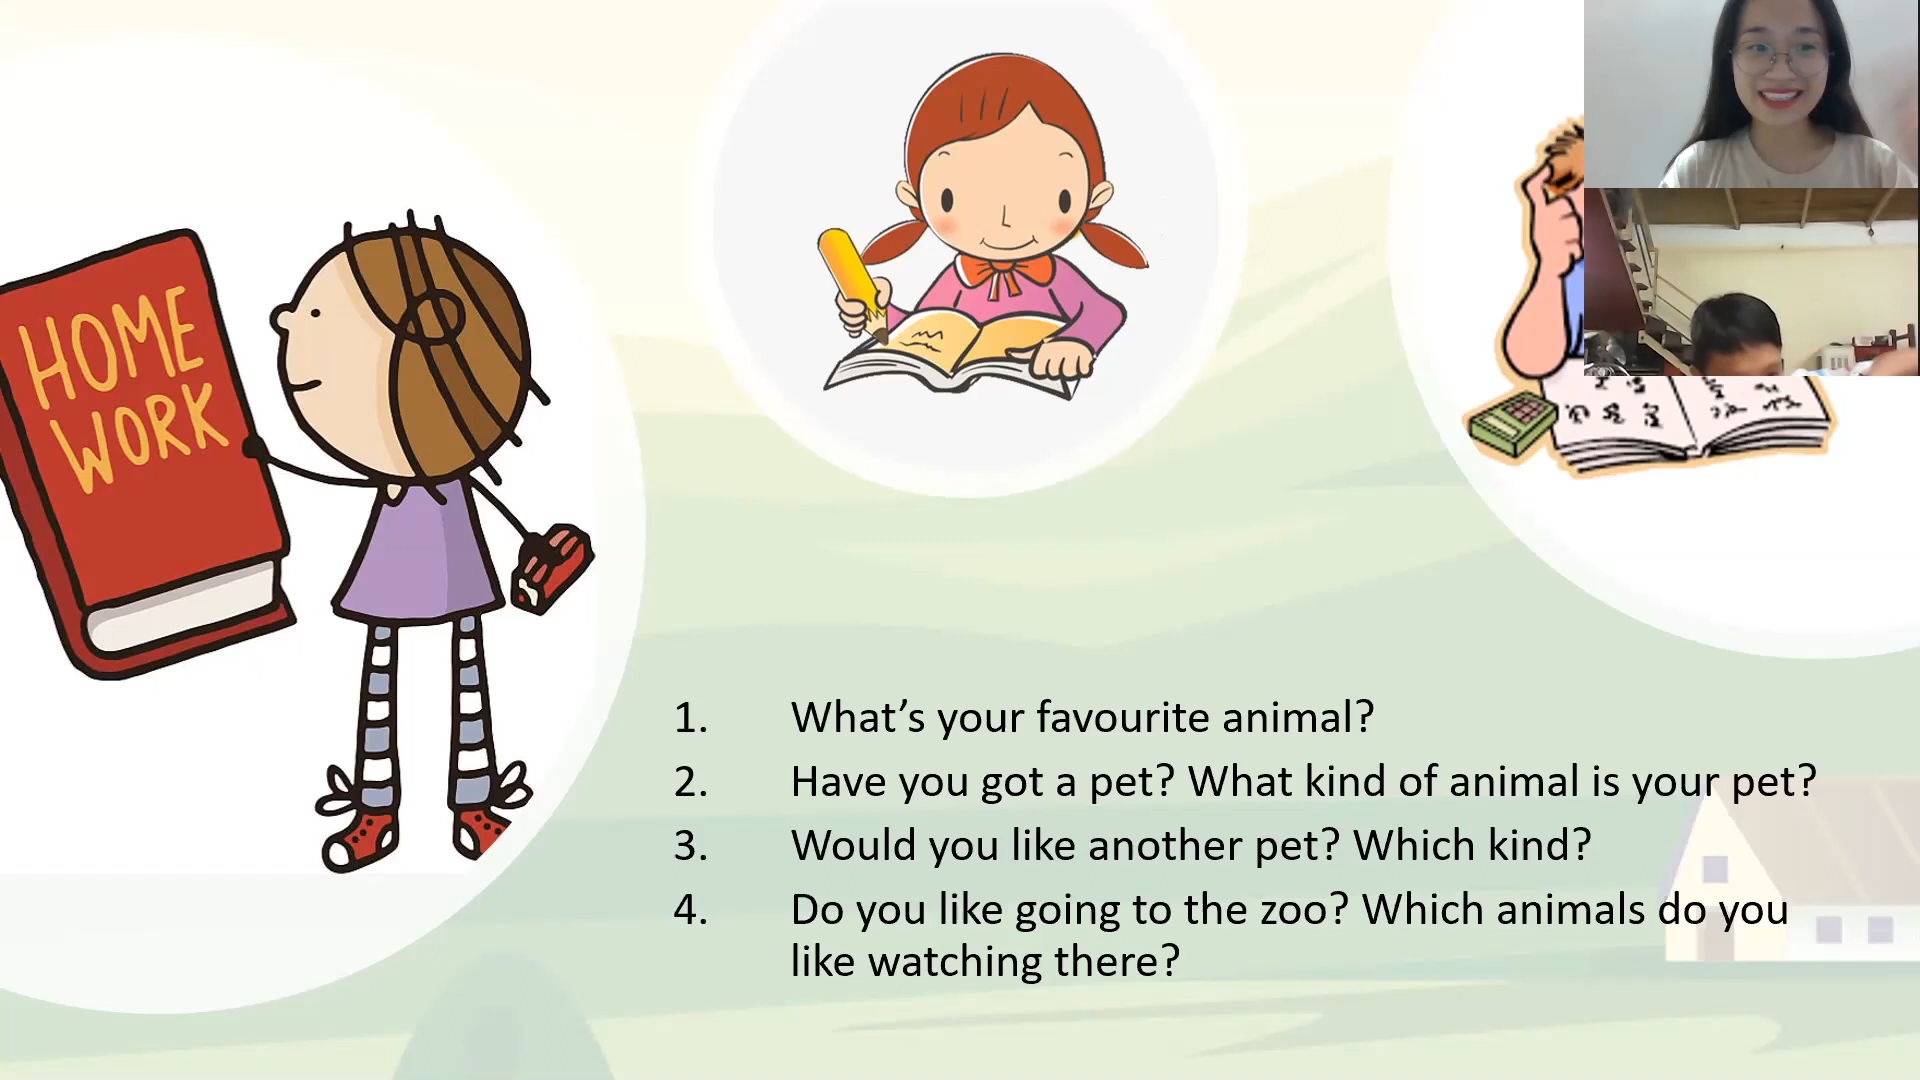 HOME
WORK
1. What’s your favourite animal?
2. Have you got a pet? What kind of animal is your pet?
3. Would you like another pet? Which kind?
4. Do you like going to the zoo? Which animals do you
like watching there?